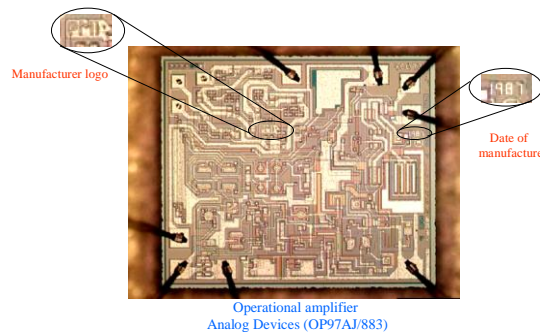 PMI
Manufacturer logo
1987
Date of
manufacture
Operational amplifier
Analog Devices (OP97AJ/883)